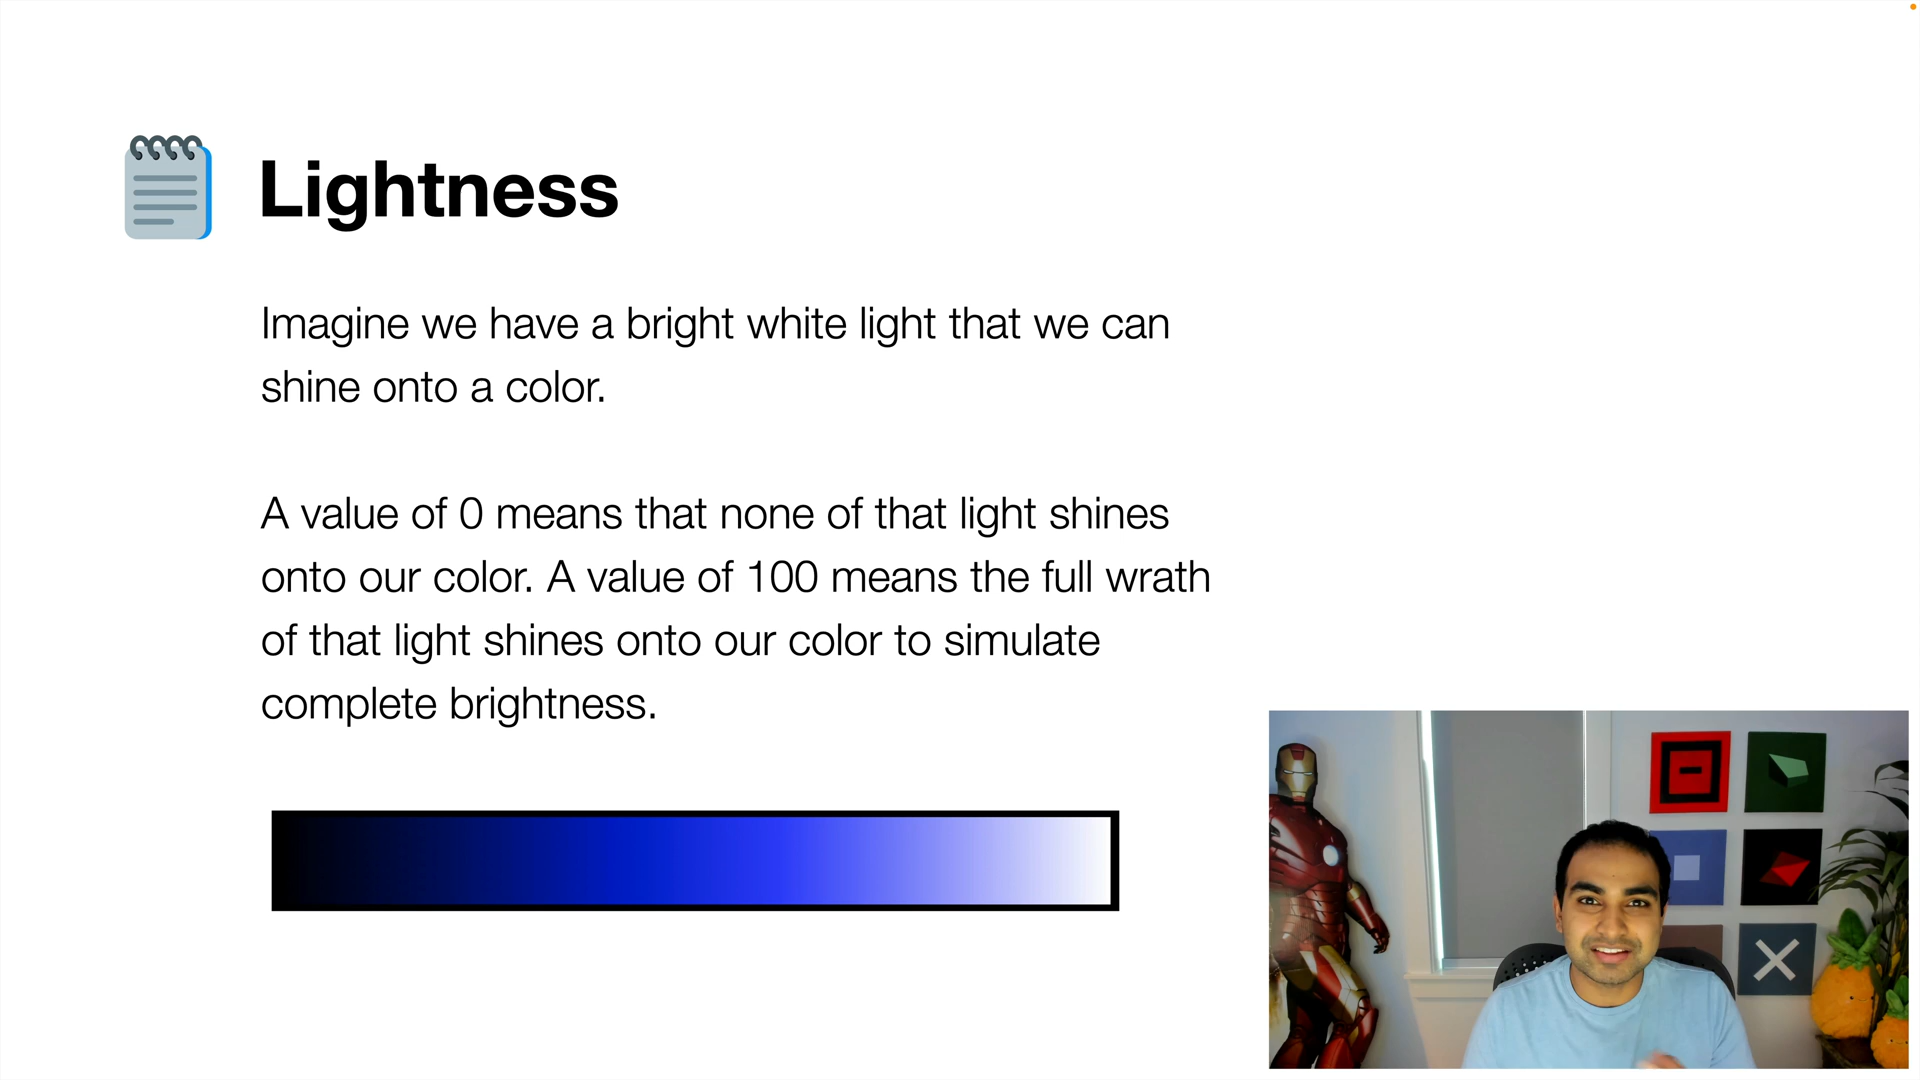 Lightness
Imagine we have a bright white light that we can
shine onto a color.
A value of 0 means that none of that light shines
onto our color. A value of 100 means the full wrath
of that light shines onto our color to simulate
complete brightness.